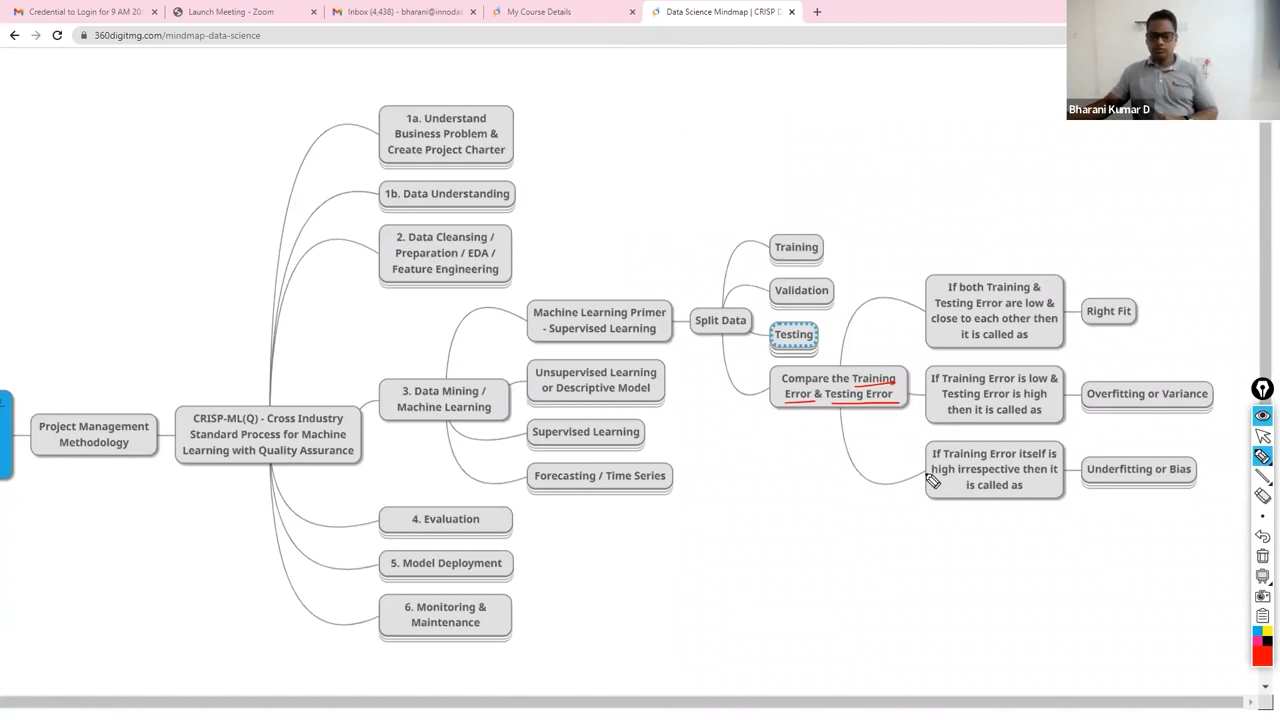 Credential to Login for 9 AM 20
Launch Meeting - Zoom
Inbox (4,438) - bharani@innodat
My Course Details
Data Science Mindmap | CRISP D
360digitmg.com/mindmap-data-science
Bharani Kumar D
Project Management
Methodology
CRISP-ML(Q) - Cross Industry
Standard Process for Machine
Learning with Quality Assurance
1a. Understand
Business Problem &
Create Project Charter
1b. Data Understanding
2. Data Cleansing /
Preparation / EDA /
Feature Engineering
3. Data Mining /
Machine Learning
4. Evaluation
5. Model Deployment
6. Monitoring &
Maintenance
Machine Learning Primer
- Supervised Learning
Unsupervised Learning
or Descriptive Model
Supervised Learning
Forecasting / Time Series
Split Data
Training
Validation
Testing
Compare the Training
Error & Testing Error
If both Training &
Testing Error are low &
close to each other then
it is called as
Right Fit
If Training Error is low &
Testing Error is high
then it is called as
Overfitting or Variance
If Training Error itself is
high irrespective then it
is called as
Underfitting or Bias